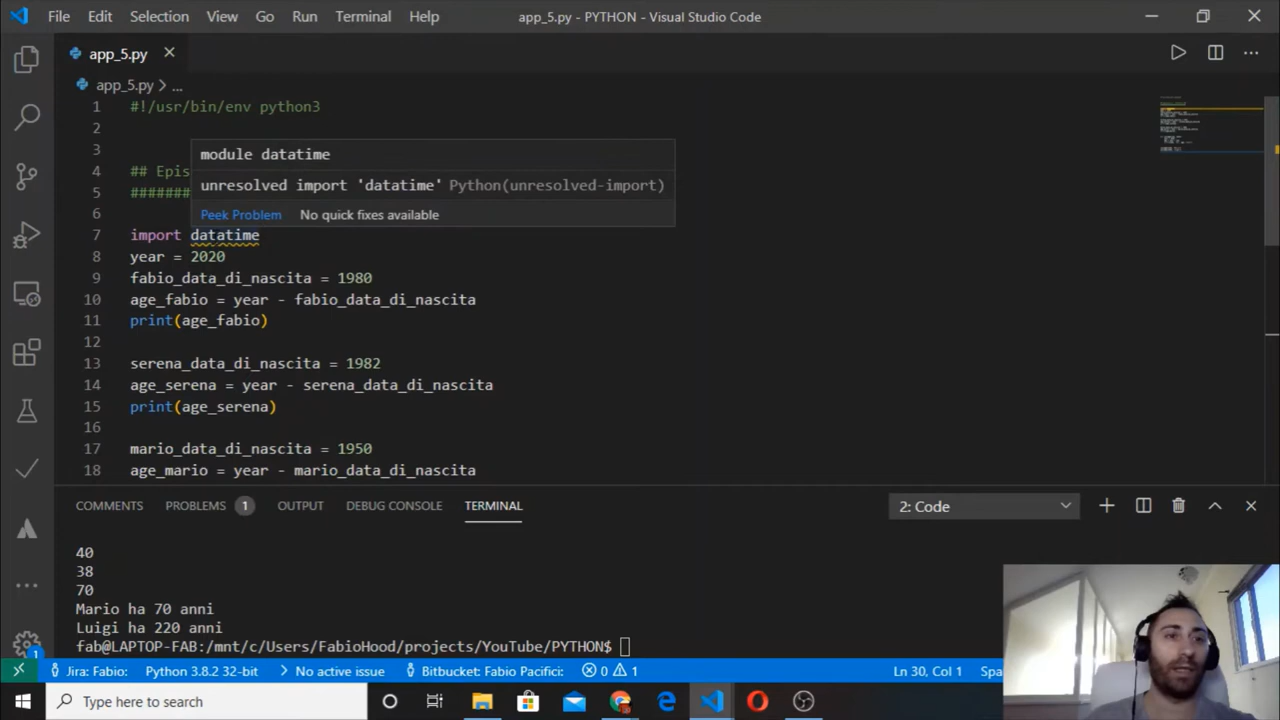 File Edit Selection View Go Run Terminal Help app_5.py - PYTHON - Visual Studio Code
app_5.py
app_5.py > ...
1 #!/usr/bin/env python3
2
3
module datatime
4 ## Epis
unresolved import 'datatime' Python(unresolved-import)
5 #######
Peek Problem No quick fixes available
6
7 import datatime
8 year = 2020
9 fabio_data_di_nascita = 1980
10 age_fabio = year - fabio_data_di_nascita
11 print(age_fabio)
12
13 serena_data_di_nascita = 1982
14 age_serena = year - serena_data_di_nascita
15 print(age_serena)
16
17 mario_data_di_nascita = 1950
18 age_mario = year - mario_data_di_nascita
COMMENTS PROBLEMS 1 OUTPUT DEBUG CONSOLE TERMINAL 2: Code
40
38
70
Mario ha 70 anni
Luigi ha 220 anni
fab@LAPTOP-FAB:/mnt/c/Users/FabioHood/projects/YouTube/PYTHON$
1
Jira: Fabio: Python 3.8.2 32-bit No active issue Bitbucket: Fabio Pacifici: 0 1 Ln 30, Col 1 Spa
Type here to search